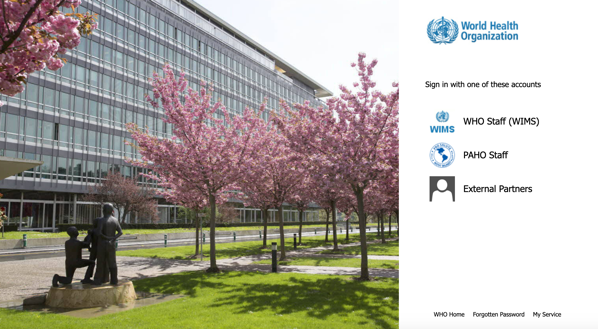 World Health
Organization
Sign in with one of these accounts
WIMS
WHO Staff (WIMS)
PAHO Staff
External Partners
WHO Home
Forgotten Password
My Service